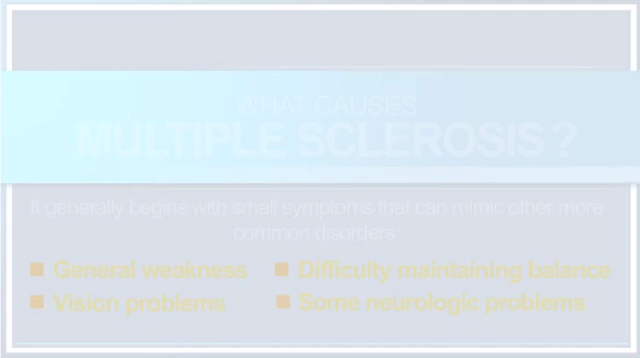 WHAT CAUSES
MULTIPLE SCLEROSIS?
It generally begins with small symptoms that can mimic other more
common disorders:
General weakness
Difficulty maintaining balance
Vision problems
Some neurologic problems